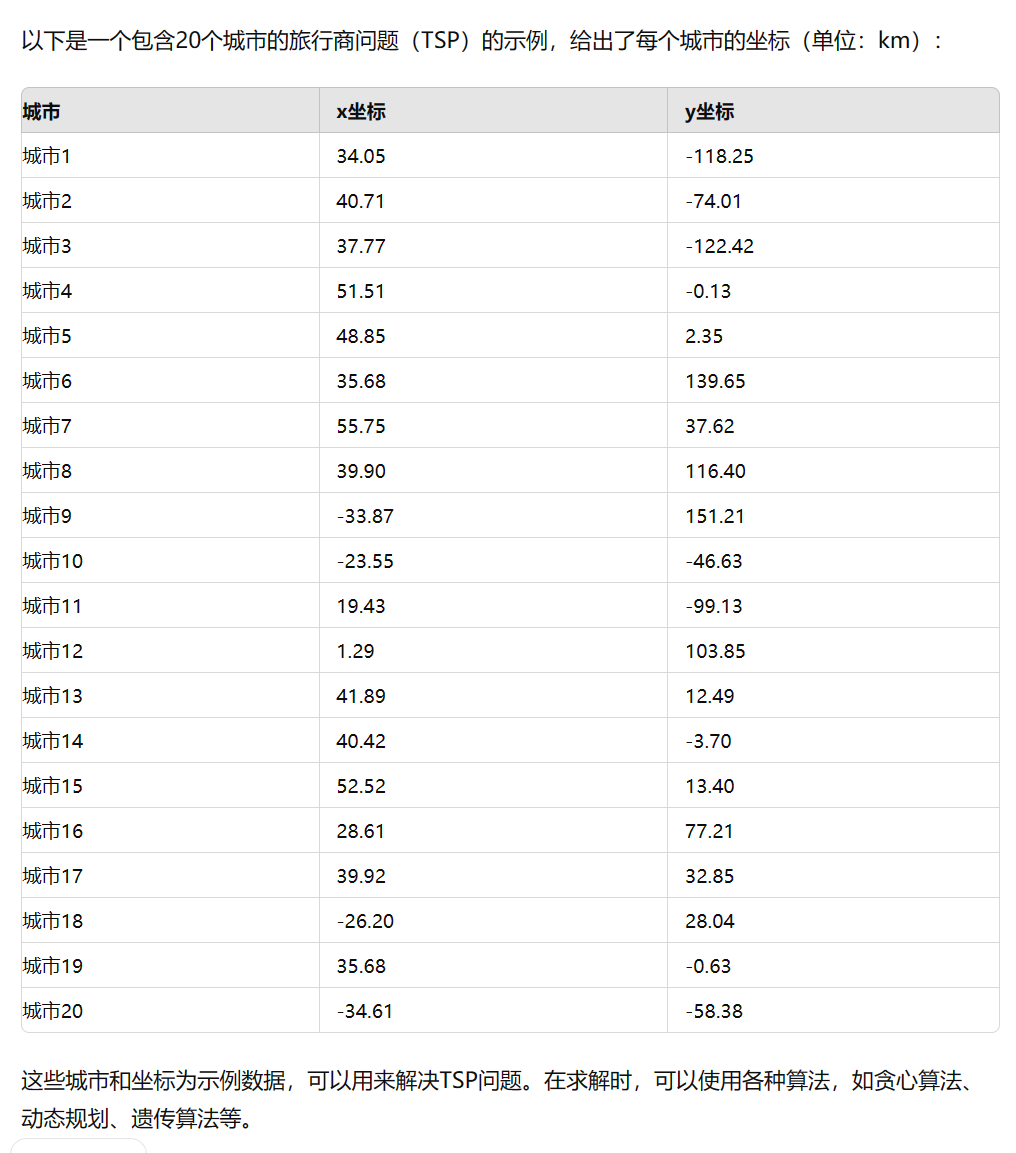 以下是一个包含20个城市的旅行商问题（TSP）的示例，给出了每个城市的坐标（单位：km）：
城市 x坐标 y坐标
城市1 34.05 -118.25
城市2 40.71 -74.01
城市3 37.77 -122.42
城市4 51.51 -0.13
城市5 48.85 2.35
城市6 35.68 139.65
城市7 55.75 37.62
城市8 39.90 116.40
城市9 -33.87 151.21
城市10 -23.55 -46.63
城市11 19.43 -99.13
城市12 1.29 103.85
城市13 41.89 12.49
城市14 40.42 -3.70
城市15 52.52 13.40
城市16 28.61 77.21
城市17 39.92 32.85
城市18 -26.20 28.04
城市19 35.68 -0.63
城市20 -34.61 -58.38
这些城市和坐标为示例数据，可以用来解决TSP问题。在求解时，可以使用各种算法，如贪心算法、
动态规划、遗传算法等。